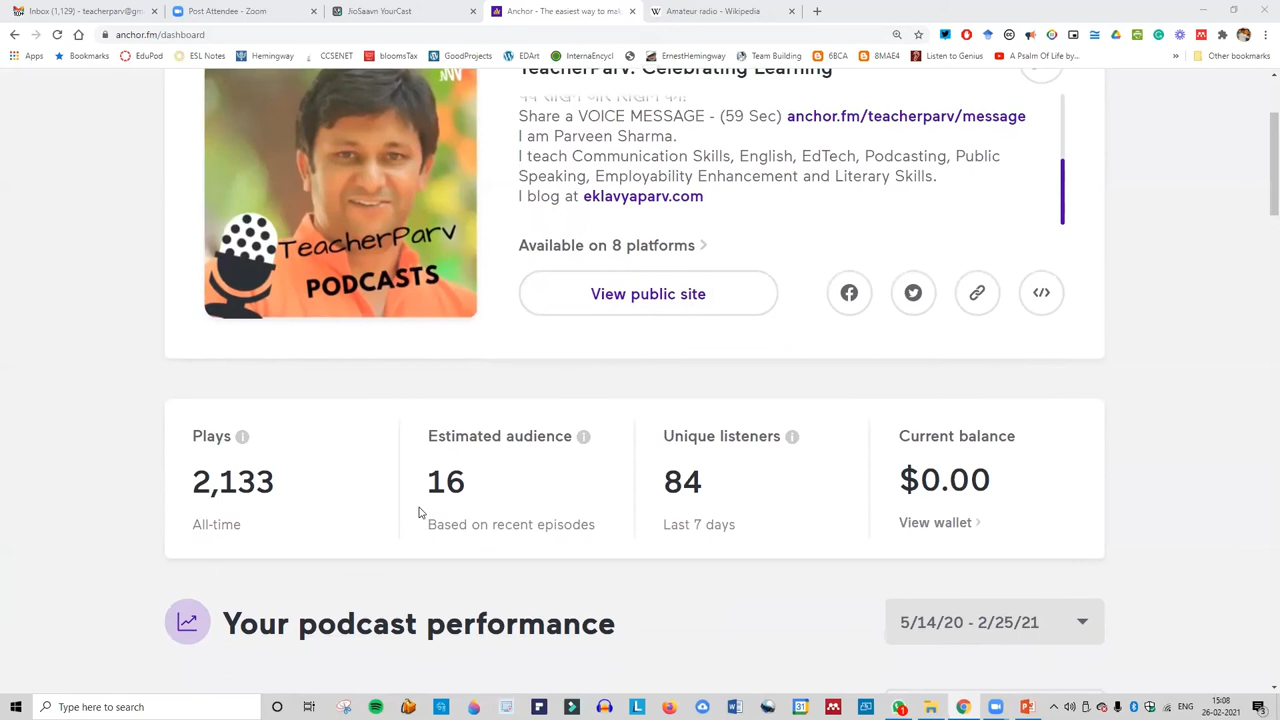 Inbox (1,129) - teacherparv@gm
Post Attendee - Zoom
JioSaavn YourCast
Anchor - The easiest way to mak
Amateur radio - Wikipedia
anchor.fm/dashboard
Apps
Bookmarks
EduPod
ESL Notes
Hemingway
CCSENET
bloomsTax
GoodProjects
EDArt
InternaEncycl
ErnestHemingway
Team Building
6BCA
8MAE4
Listen to Genius
A Psalm Of Life by...
Other bookmarks
TeacherParv: Celebrating Learning
Share a VOICE MESSAGE - (59 Sec) anchor.fm/teacherparv/message
I am Parveen Sharma.
I teach Communication Skills, English, EdTech, Podcasting, Public
Speaking, Employability Enhancement and Literary Skills.
I blog at eklavyaparv.com
TeacherParv
PODCASTS
Available on 8 platforms
View public site
Plays
2,133
All-time
Estimated audience
16
Based on recent episodes
Unique listeners
84
Last 7 days
Current balance
$0.00
View wallet
Your podcast performance
5/14/20 - 2/25/21
Type here to search
ENG
15:08
26-02-2021